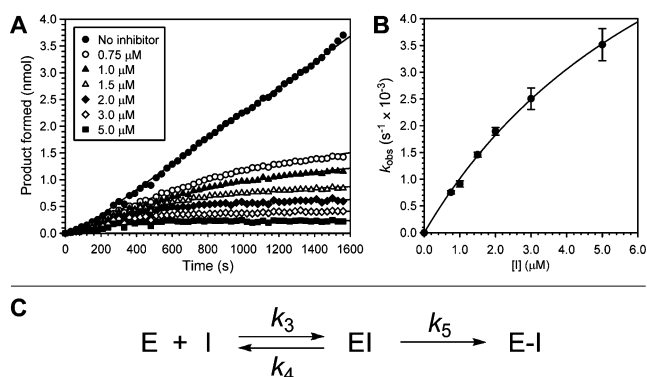 A
Product formed (nmol)
4.0
3.5
3.0
2.5
2.0
1.5
1.0
0.5
0.0
No inhibitor
0.75 μM
1.0 μM
1.5 μM
2.0 μM
3.0 μM
5.0 μM
0 200 400 600 800 1000 1200 1400 1600
Time (s)
B
kobs (s⁻¹ × 10⁻³)
4.0
3.5
3.0
2.5
2.0
1.5
1.0
0.5
0.0
0.0 1.0 2.0 3.0 4.0 5.0 6.0
[I] (μM)
C
k3 k5
E + I EI E-I
k4